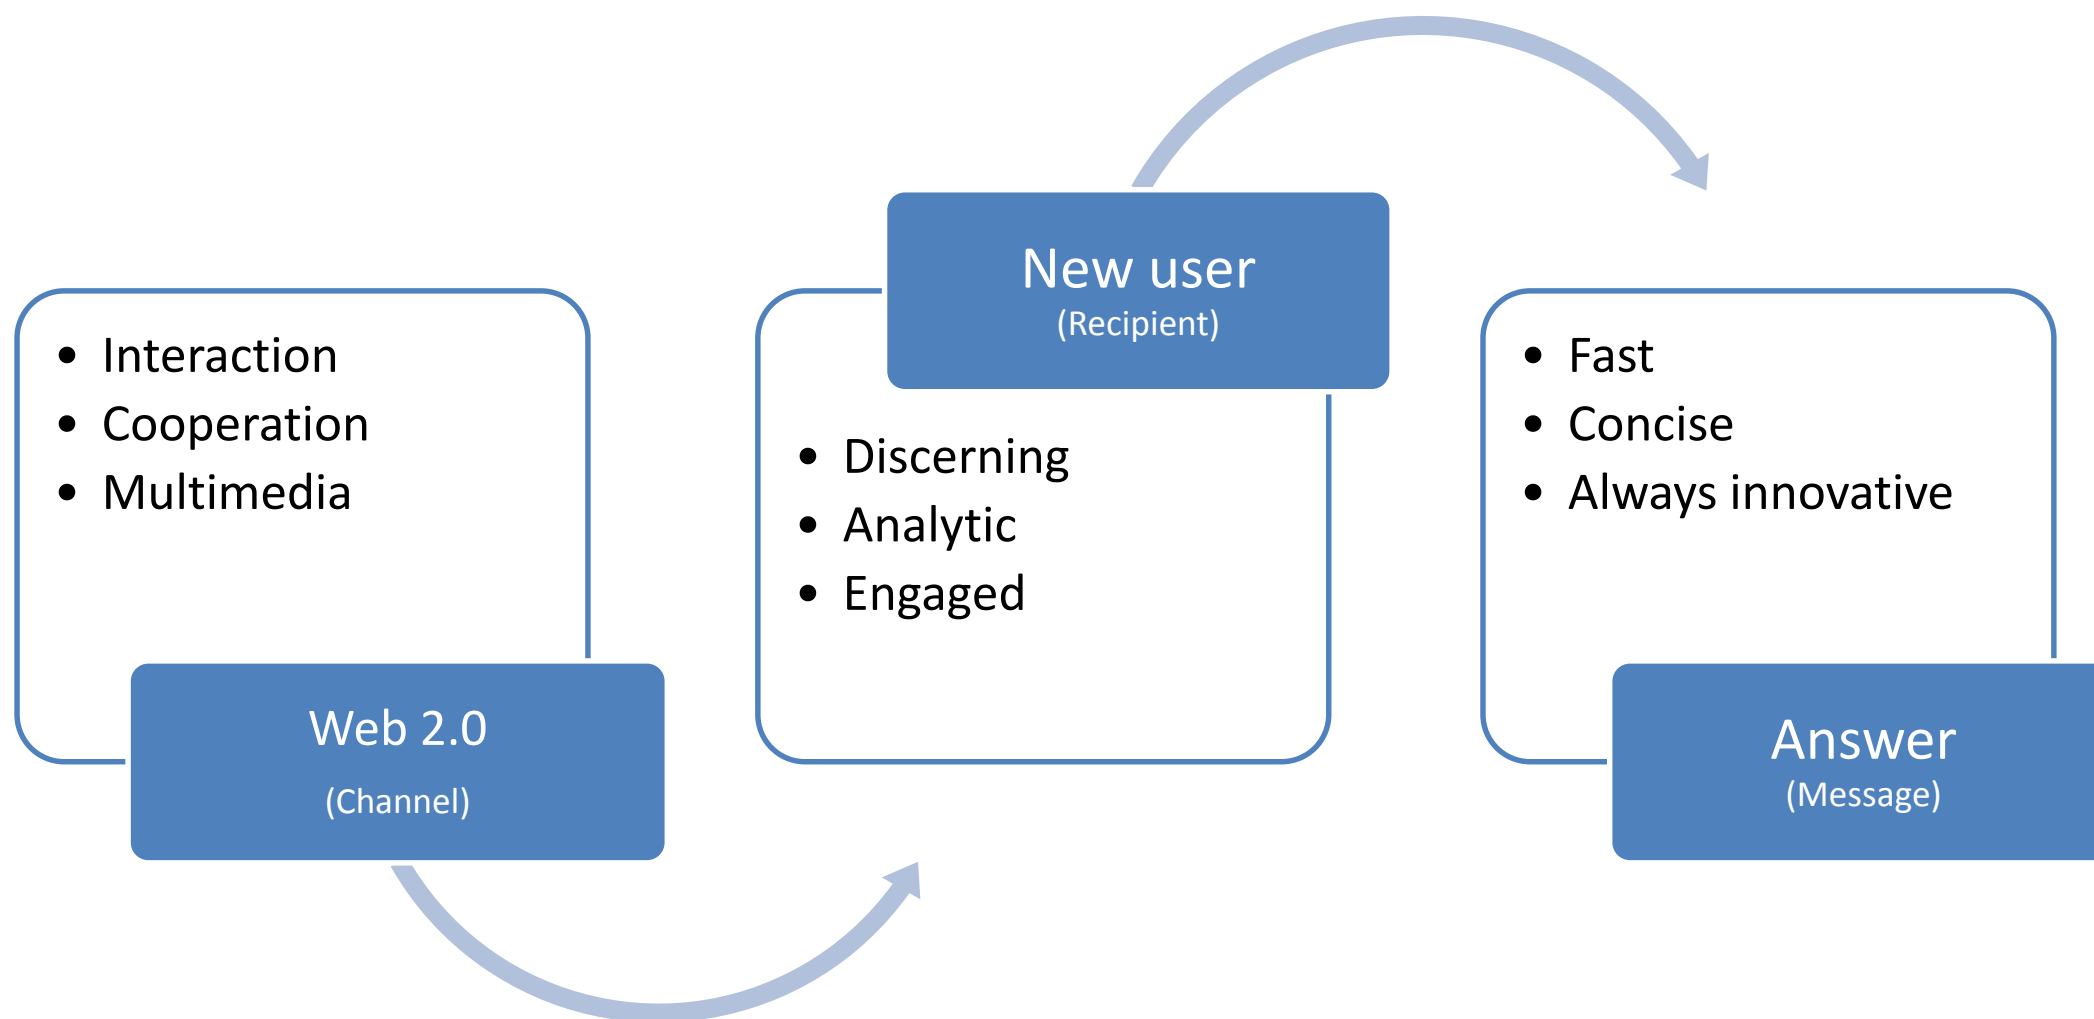 • Interaction
• Cooperation
• Multimedia
Web 2.0
(Channel)
New user
(Recipient)
• Discerning
• Analytic
• Engaged
• Fast
• Concise
• Always innovative
Answer
(Message)